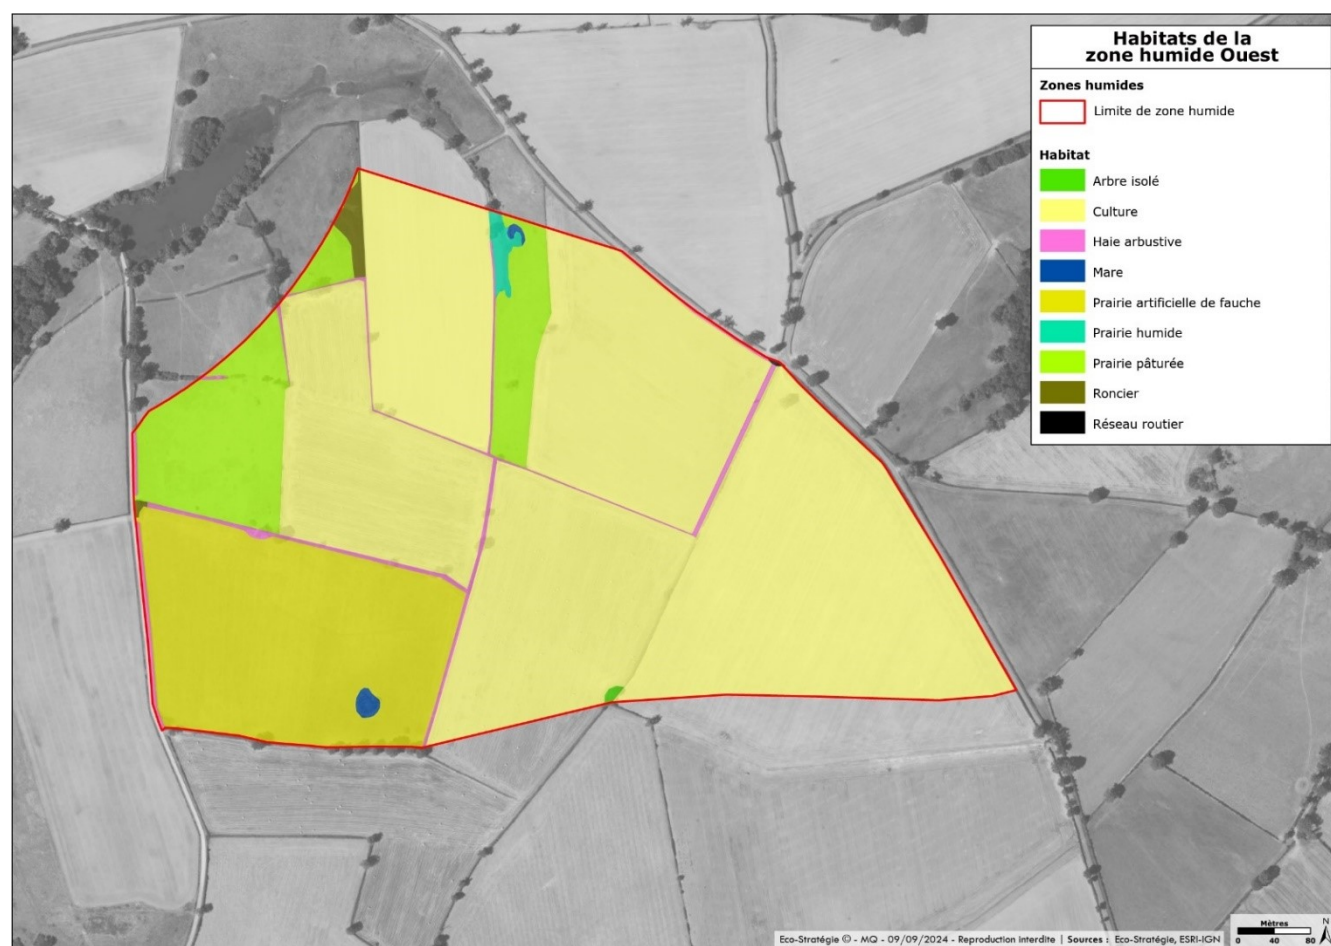 Habitats de la
zone humide Ouest
Zones humides
Limite de zone humide
Habitat
Arbre isolé
Culture
Haie arbustive
Mare
Prairie artificielle de fauche
Prairie humide
Prairie pâturée
Roncier
Réseau routier
Eco-Stratégie © - MQ - 09/09/2024 - Reproduction interdite | Sources : Eco-Stratégie, ESRI-IGN
Mètres
0 40 80
N